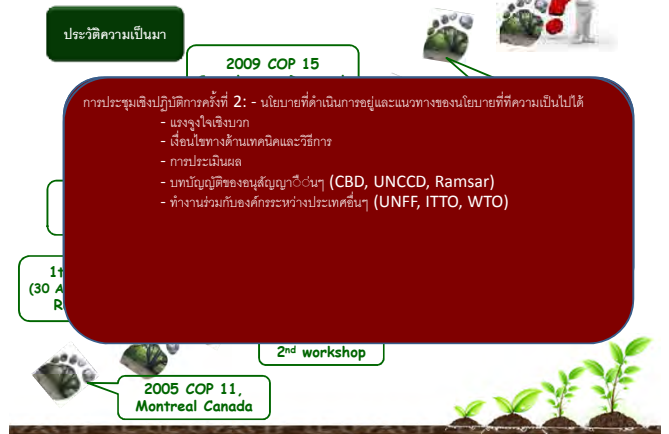 ประวัติความเป็นมา
2009 COP 15
การประชุมเชิงปฏิบัติการครั้งที่ 2: - นโยบายที่ดำเนินการอยู่และแนวทางของนโยบายที่ทีความเป็นไปได้
- แรงจูงใจเชิงบวก
- เงื่อนไขทางด้านเทคนิคและวิธีการ
- การประเมินผล
- บทบัญญัติของอนุสัญญาอื่นๆ (CBD, UNCCD, Ramsar)
- ทำงานร่วมกับองค์กรระหว่างประเทศอื่นๆ (UNFF, ITTO, WTO)
1t
(30 A
R
2nd workshop
2005 COP 11,
Montreal Canada